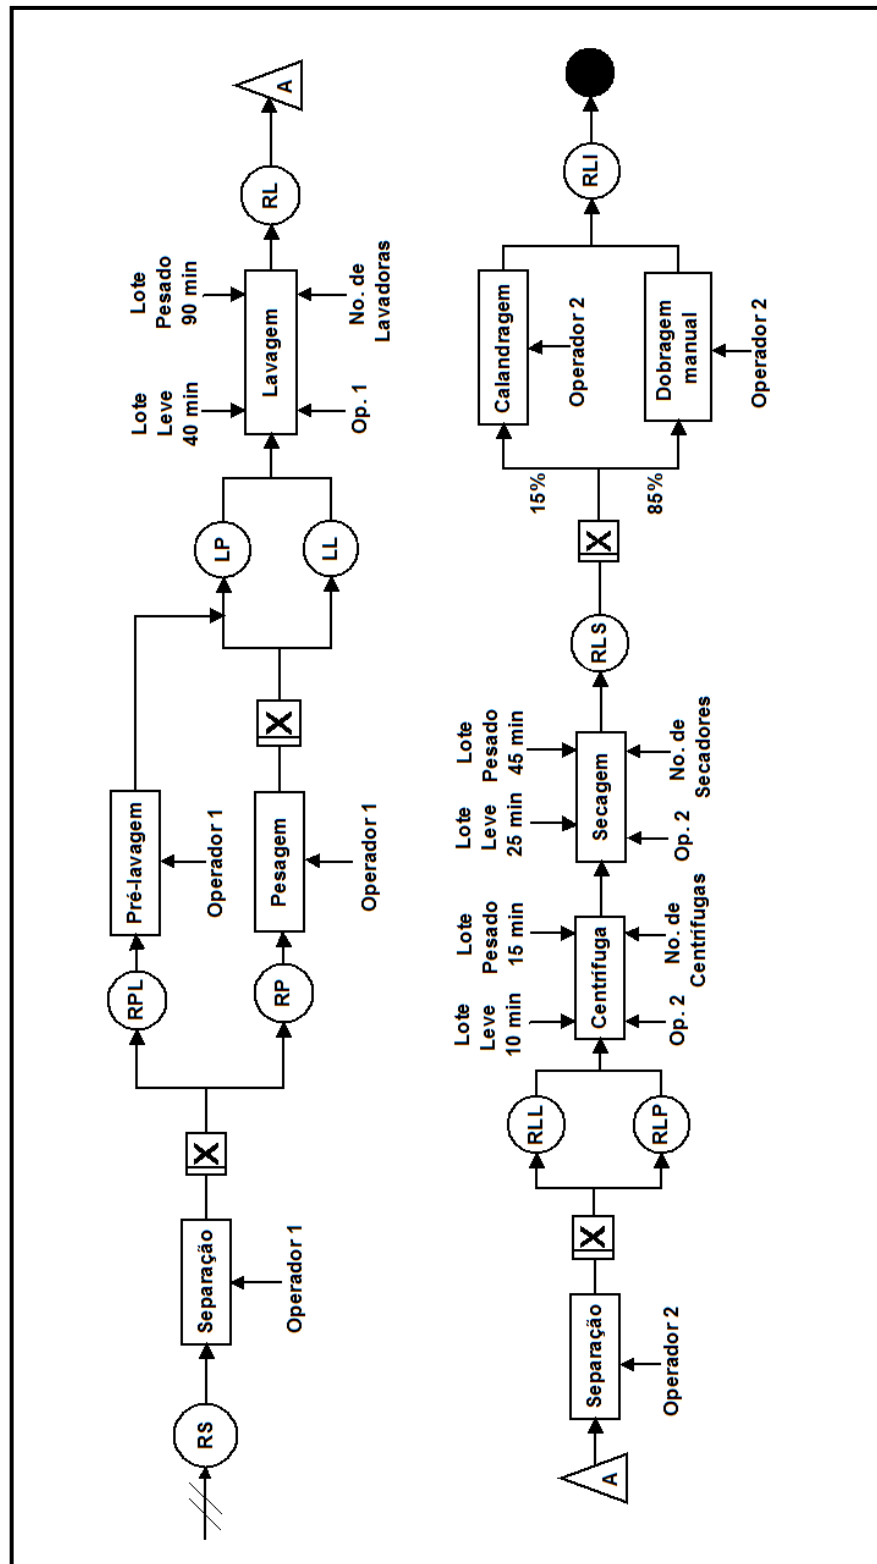 RS
Separação
Operador 1
X
RPL
Pré-lavagem
Operador 1
RP
Pesagem
Operador 1
X
LP
LL
Lote
Leve
40 min
Lote
Pesado
90 min
Lavagem
Op. 1
No. de
Lavadoras
RL
A
A
Separação
Operador 2
X
RLL
RLP
Lote
Leve
10 min
Lote
Pesado
15 min
Centrífuga
Op. 2
No. de
Centrífugas
Lote
Leve
25 min
Lote
Pesado
45 min
Secagem
Op. 2
No. de
Secadores
RLS
X
15%
85%
Calandragem
Operador 2
Dobragem
manual
Operador 2
RLI